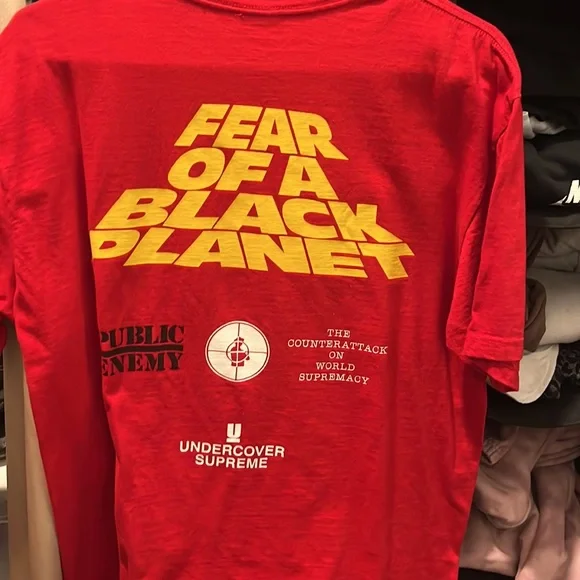 FEAR
OF A
BLACK
PLANET
PUBLIC
ENEMY
THE
COUNTERATTACK
ON
WORLD
SUPREMACY
U
UNDERCOVER
SUPREME